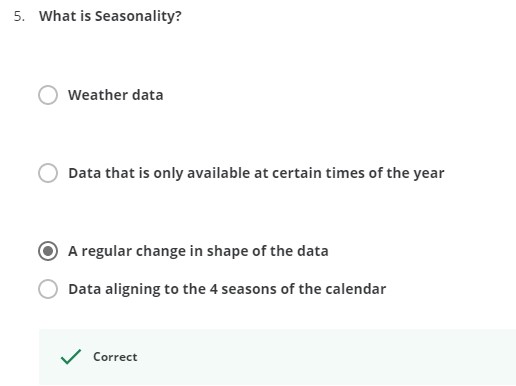 5. What is Seasonality?
Weather data
Data that is only available at certain times of the year
A regular change in shape of the data
Data aligning to the 4 seasons of the calendar
Correct